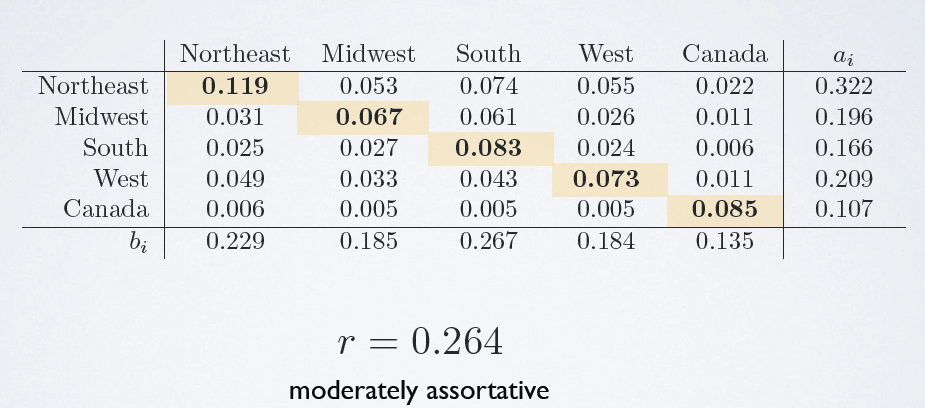 Northeast Midwest South West Canada aᵢ
Northeast 0.119 0.053 0.074 0.055 0.022 0.322
Midwest 0.031 0.067 0.061 0.026 0.011 0.196
South 0.025 0.027 0.083 0.024 0.006 0.166
West 0.049 0.033 0.043 0.073 0.011 0.209
Canada 0.006 0.005 0.005 0.005 0.085 0.107
bᵢ 0.229 0.185 0.267 0.184 0.135
r = 0.264
moderately assortative